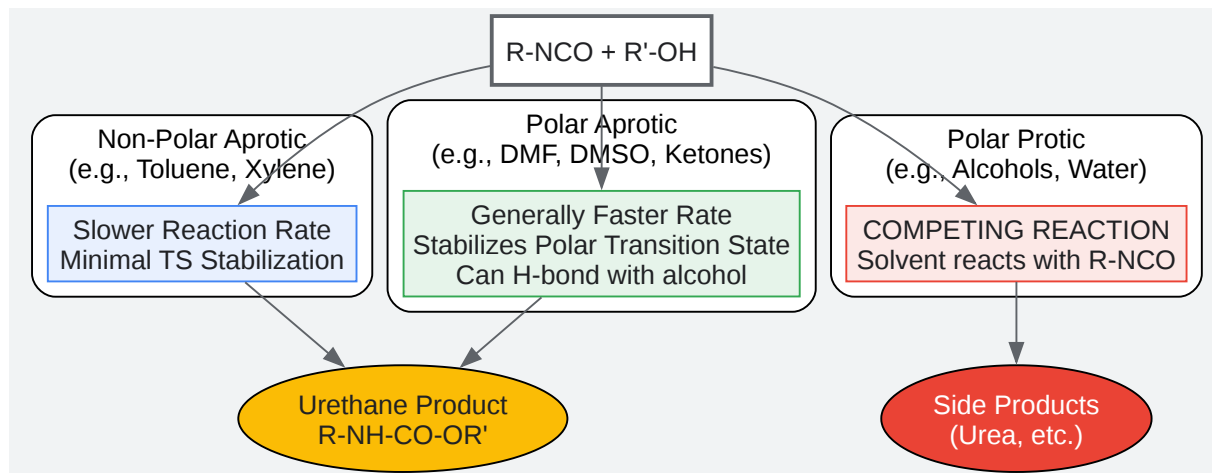 R-NCO + R'-OH
Non-Polar Aprotic
(e.g., Toluene, Xylene)
Slower Reaction Rate
Minimal TS Stabilization
Polar Aprotic
(e.g., DMF, DMSO, Ketones)
Generally Faster Rate
Stabilizes Polar Transition State
Can H-bond with alcohol
Polar Protic
(e.g., Alcohols, Water)
COMPETING REACTION
Solvent reacts with R-NCO
Urethane Product
R-NH-CO-OR'
Side Products
(Urea, etc.)